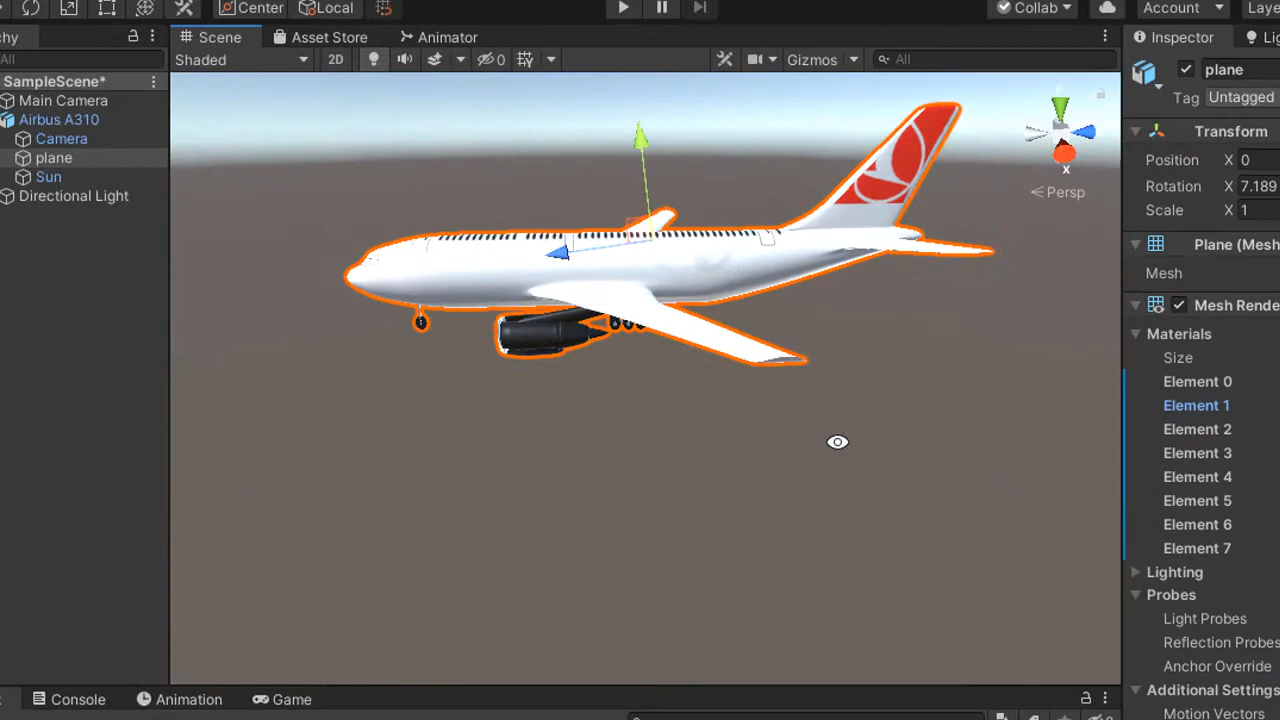 Center Local Collab Account Laye
chy Scene Asset Store Animator Inspector Lig
All Shaded 2D 0 Gizmos All plane
SampleScene* Tag Untagged
Main Camera
Airbus A310 Transform
Camera
plane Position X 0
Sun Rotation X 7.189
Directional Light Scale X 1
x
Persp
Plane (Mesh
Mesh
Mesh Rende
Materials
Size
Element 0
Element 1
Element 2
Element 3
Element 4
Element 5
Element 6
Element 7
Lighting
Probes
Light Probes
Reflection Probes
Anchor Override
Additional Settings
Motion Vectors
Console Animation Game
0